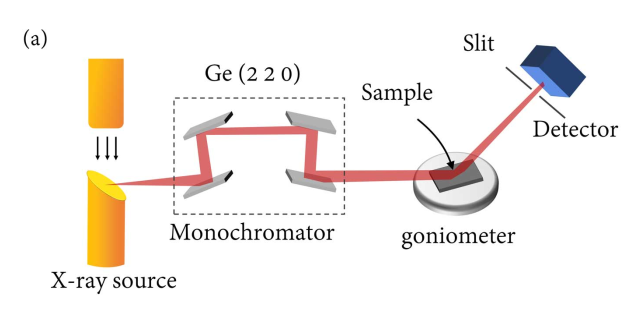 (a)
Ge (2 2 0)
Slit
Sample
Detector
Monochromator
goniometer
X-ray source